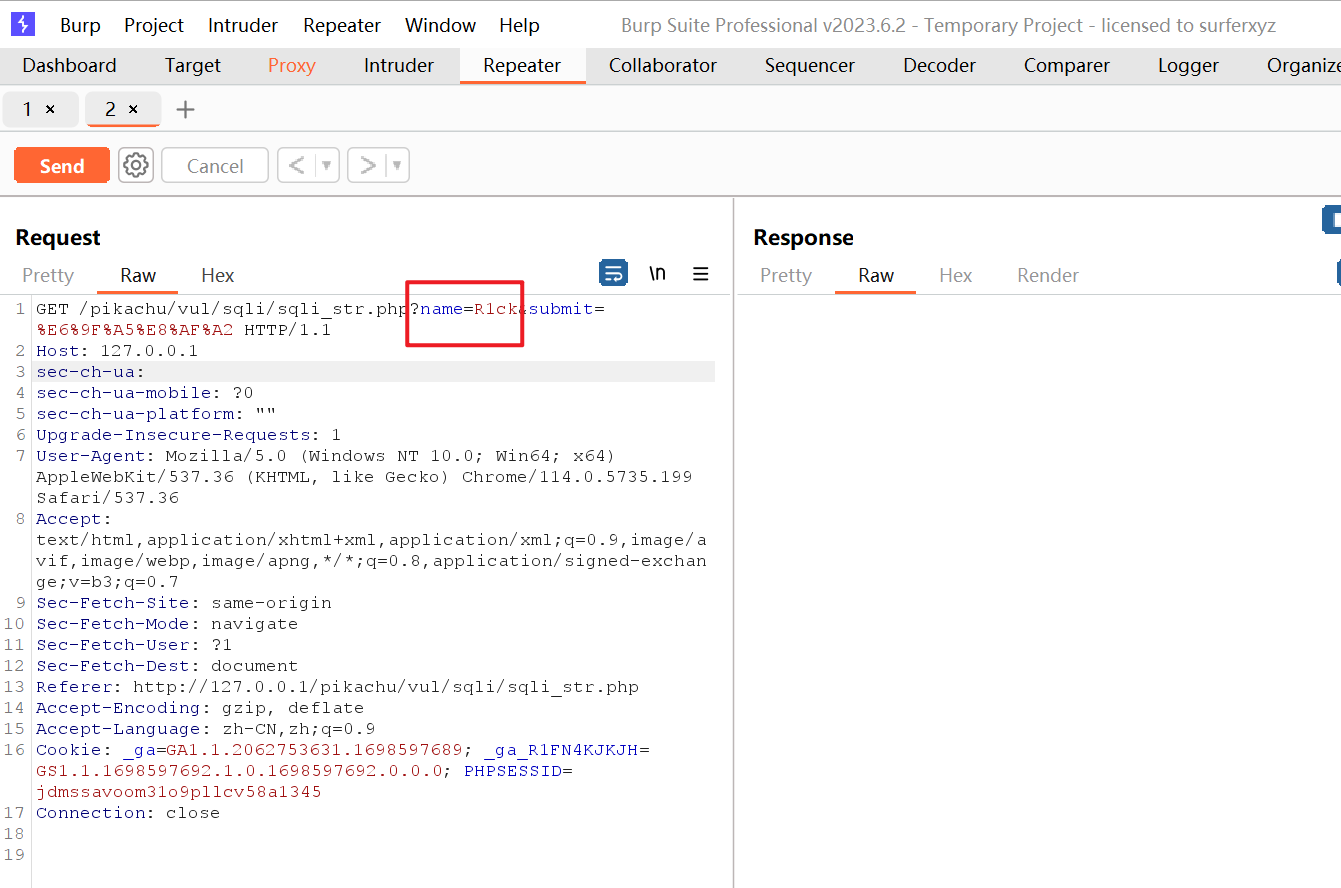 Burp Project Intruder Repeater Window Help Burp Suite Professional v2023.6.2 - Temporary Project - licensed to surferxyz
Dashboard Target Proxy Intruder Repeater Collaborator Sequencer Decoder Comparer Logger Organize
1 × 2 × +
Send Cancel < ▼ > ▼
Request
Pretty Raw Hex \n
1 GET /pikachu/vul/sqli/sqli_str.php?name=R1ck&submit=
%E6%9F%A5%E8%AF%A2 HTTP/1.1
2 Host: 127.0.0.1
3 sec-ch-ua:
4 sec-ch-ua-mobile: ?0
5 sec-ch-ua-platform: ""
6 Upgrade-Insecure-Requests: 1
7 User-Agent: Mozilla/5.0 (Windows NT 10.0; Win64; x64)
AppleWebKit/537.36 (KHTML, like Gecko) Chrome/114.0.5735.199
Safari/537.36
8 Accept:
text/html,application/xhtml+xml,application/xml;q=0.9,image/a
vif,image/webp,image/apng,*/*;q=0.8,application/signed-exchan
ge;v=b3;q=0.7
9 Sec-Fetch-Site: same-origin
10 Sec-Fetch-Mode: navigate
11 Sec-Fetch-User: ?1
12 Sec-Fetch-Dest: document
13 Referer: http://127.0.0.1/pikachu/vul/sqli/sqli_str.php
14 Accept-Encoding: gzip, deflate
15 Accept-Language: zh-CN,zh;q=0.9
16 Cookie: _ga=GA1.1.2062753631.1698597689; _ga_R1FN4KJKJH=
GS1.1.1698597692.1.0.1698597692.0.0.0; PHPSESSID=
jdmssavoom31o9pllcv58a1345
17 Connection: close
18
19
Response
Pretty Raw Hex Render